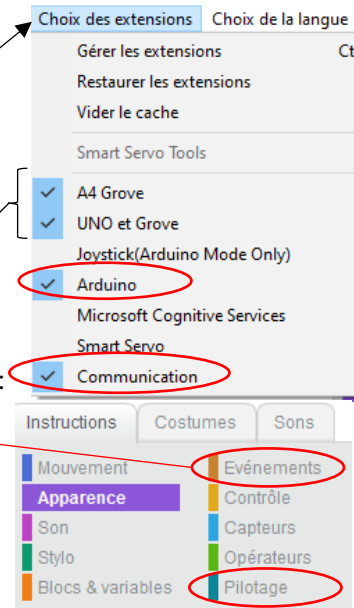 Choix des extensions Choix de la langue
Gérer les extensions Ct
Restaurer les extensions
Vider le cache
Smart Servo Tools
A4 Grove
UNO et Grove
Joystick(Arduino Mode Only)
Arduino
Microsoft Cognitive Services
Smart Servo
: Communication
Instructions Costumes Sons
Mouvement Evénements
Apparence Contrôle
Son Capteurs
Stylo Opérateurs
Blocs & variables Pilotage